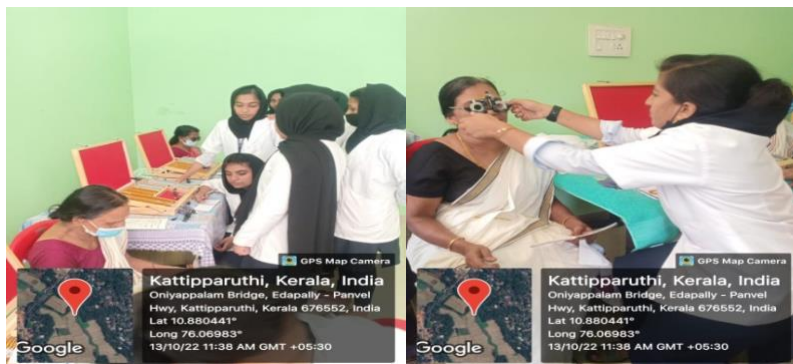 GPS Map Camera
Kattipparuthi, Kerala, India
Oniyappalam Bridge, Edapally - Panvel
Hwy, Kattipparuthi, Kerala 676552, India
Lat 10.880441°
Long 76.06983°
13/10/22 11:38 AM GMT +05:30
Google
GPS Map Camera
Kattipparuthi, Kerala, India
Oniyappalam Bridge, Edapally - Panvel
Hwy, Kattipparuthi, Kerala 676552, India
Lat 10.880441°
Long 76.06983°
13/10/22 11:38 AM GMT +05:30
Google